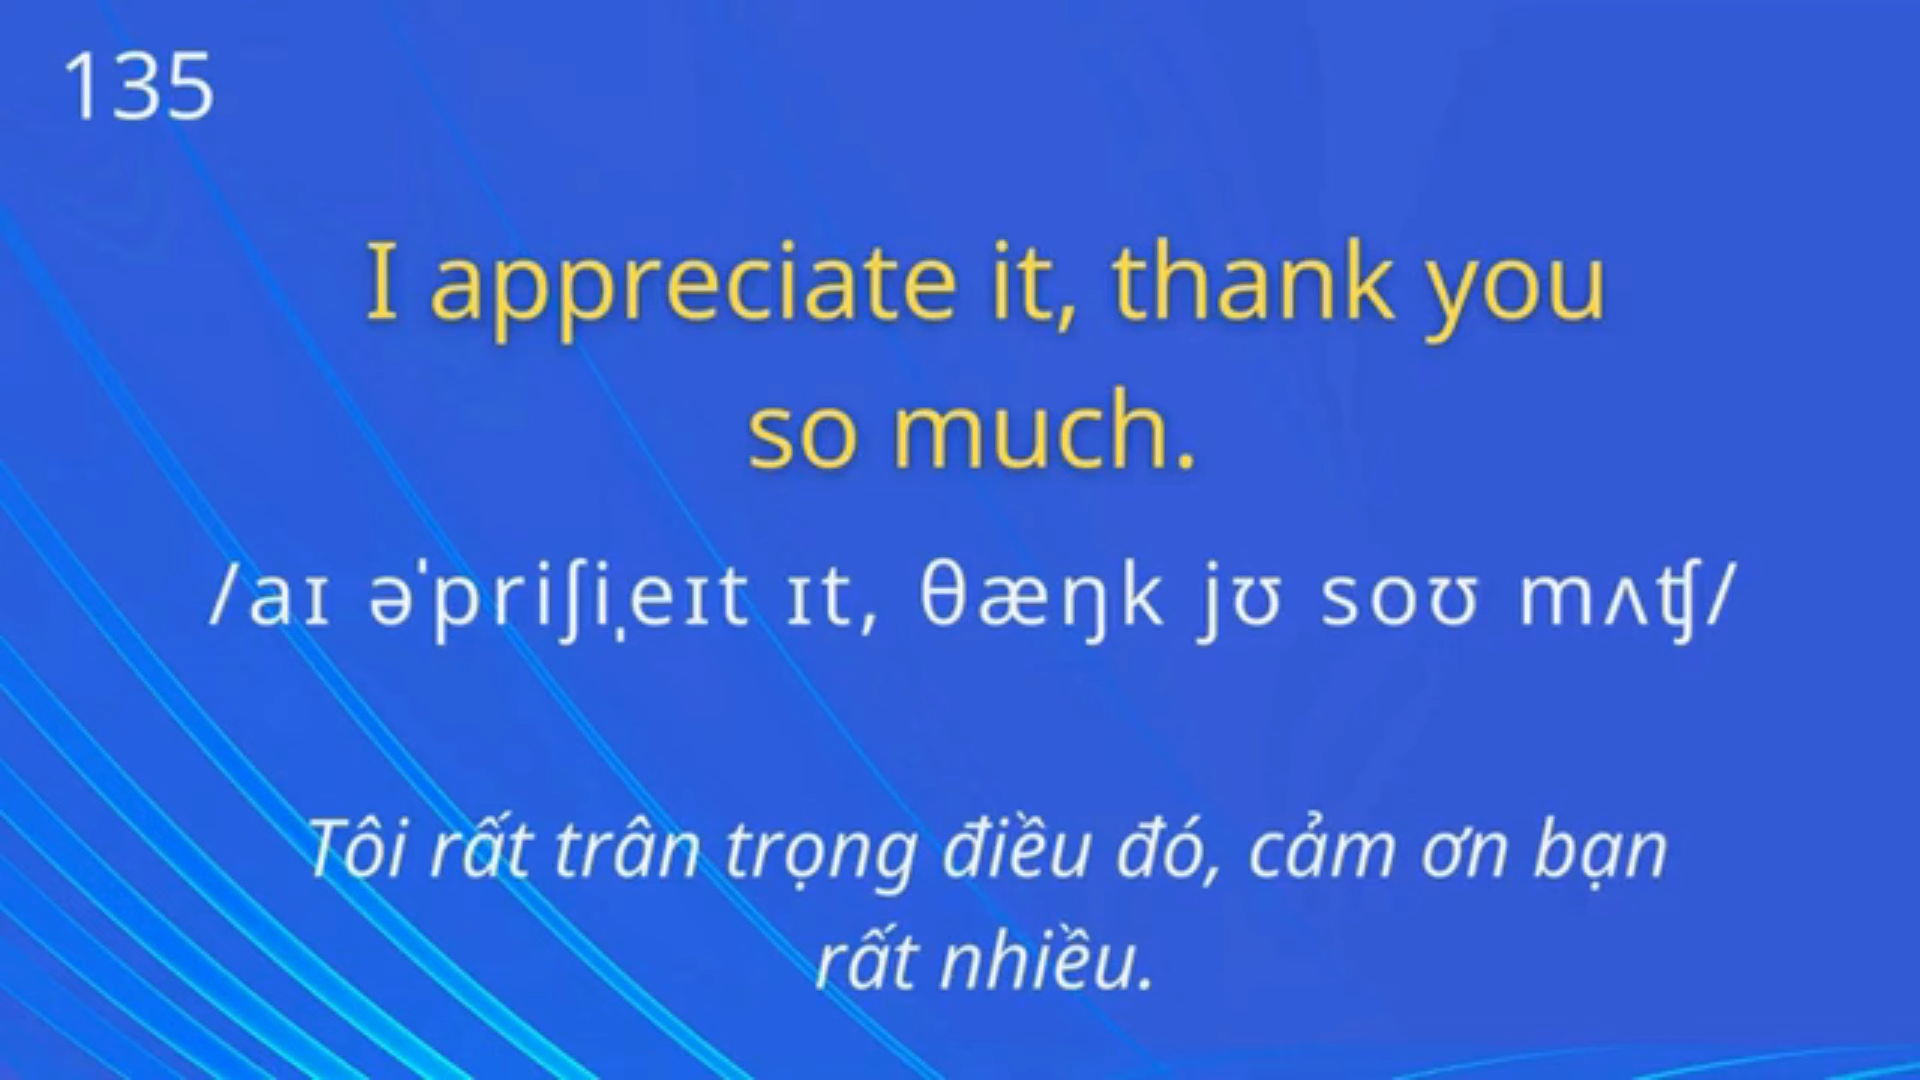 135
I appreciate it, thank you
so much.
/aɪ əˈpriʃiˌeɪt ɪt, θæŋk jʊ soʊ mʌʧ/
Tôi rất trân trọng điều đó, cảm ơn bạn
rất nhiều.